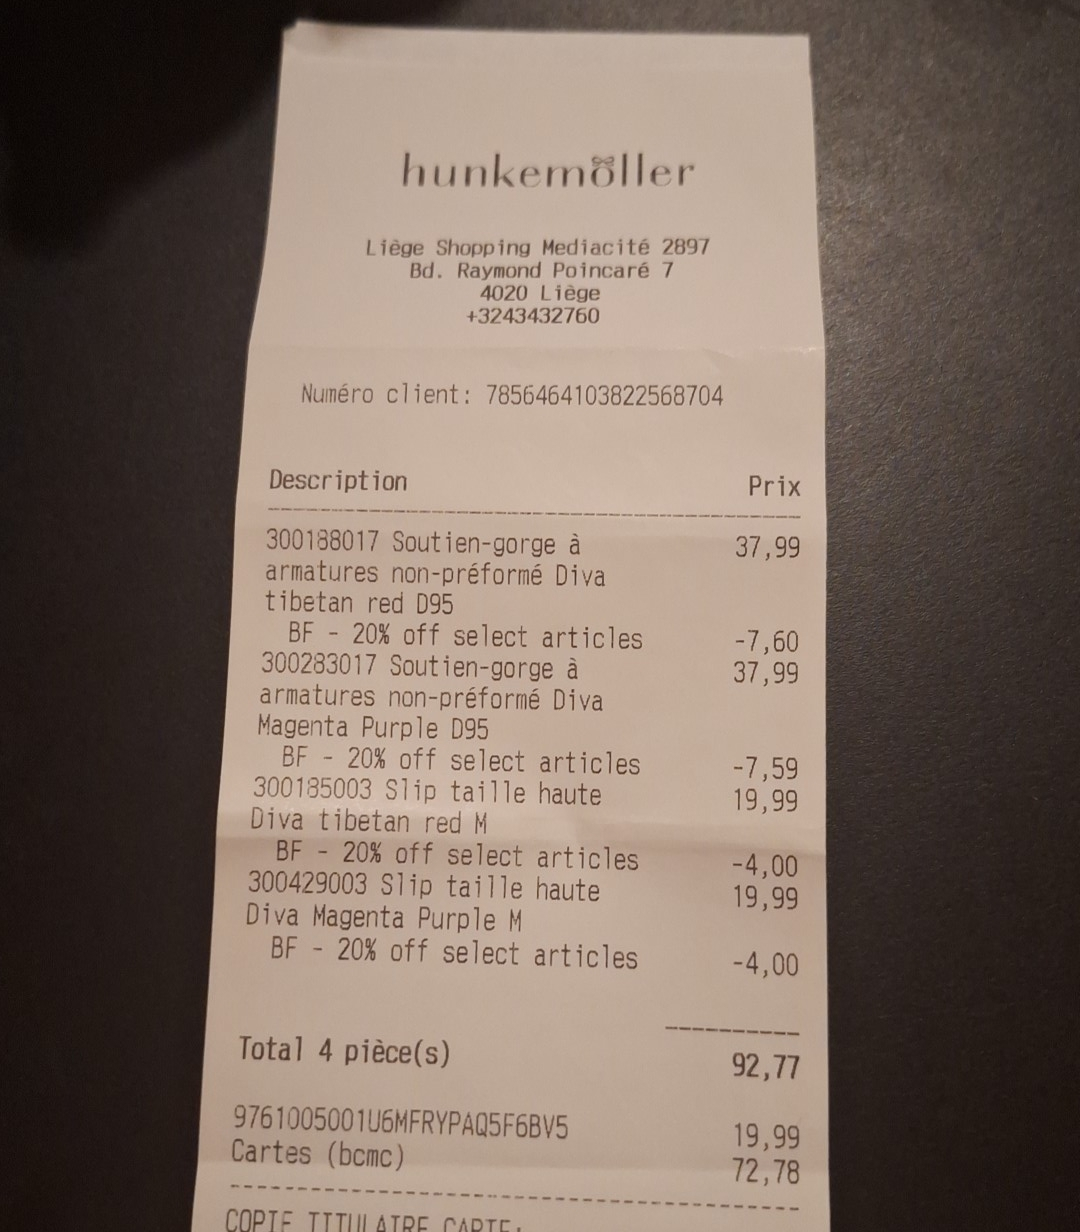 hunkemöller
Liège Shopping Mediacité 2897
Bd. Raymond Poincaré 7
4020 Liège
+3243432760
Numéro client: 7856464103822568704
Description Prix
300188017 Soutien-gorge à 37,99
armatures non-préformé Diva
tibetan red D95
BF - 20% off select articles -7,60
300283017 Soutien-gorge à 37,99
armatures non-préformé Diva
Magenta Purple D95
BF - 20% off select articles -7,59
300185003 Slip taille haute 19,99
Diva tibetan red M
BF - 20% off select articles -4,00
300429003 Slip taille haute 19,99
Diva Magenta Purple M
BF - 20% off select articles -4,00
Total 4 pièce(s) 92,77
9761005001U6MFRYPAQ5F6BV5 19,99
Cartes (bcmc) 72,78
COPIE TITULAIRE CARTE: